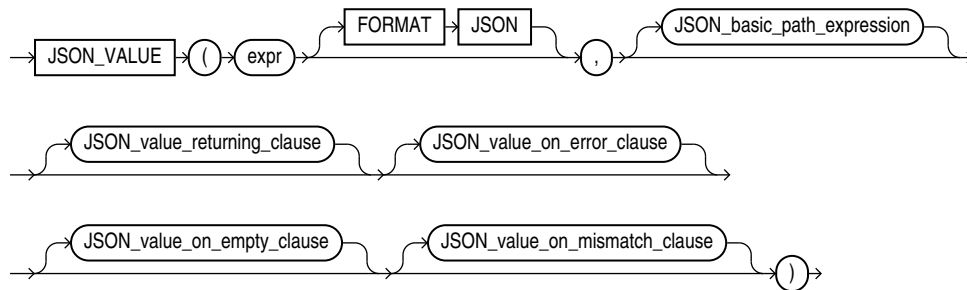 FORMAT JSON JSON_basic_path_expression
JSON_VALUE ( expr ,
JSON_value_returning_clause JSON_value_on_error_clause
JSON_value_on_empty_clause JSON_value_on_mismatch_clause
)